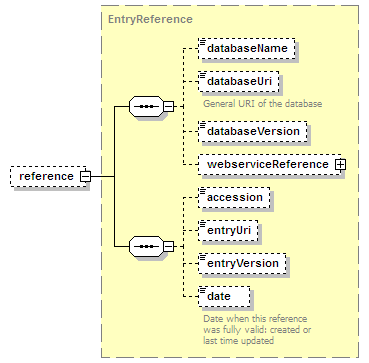 EntryReference
databaseName
databaseUri
General URI of the database
databaseVersion
webserviceReference
reference
accession
entryUri
entryVersion
date
Date when this reference
was fully valid: created or
last time updated